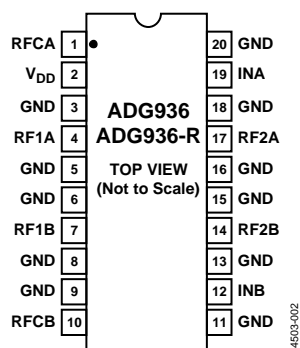 RFCA 1 20 GND
VDD 2 19 INA
GND 3 18 GND
ADG936
RF1A 4 17 RF2A
ADG936-R
GND 5 16 GND
TOP VIEW
(Not to Scale)
GND 6 15 GND
RF1B 7 14 RF2B
GND 8 13 GND
GND 9 12 INB
RFCB 10 11 GND
4503-002